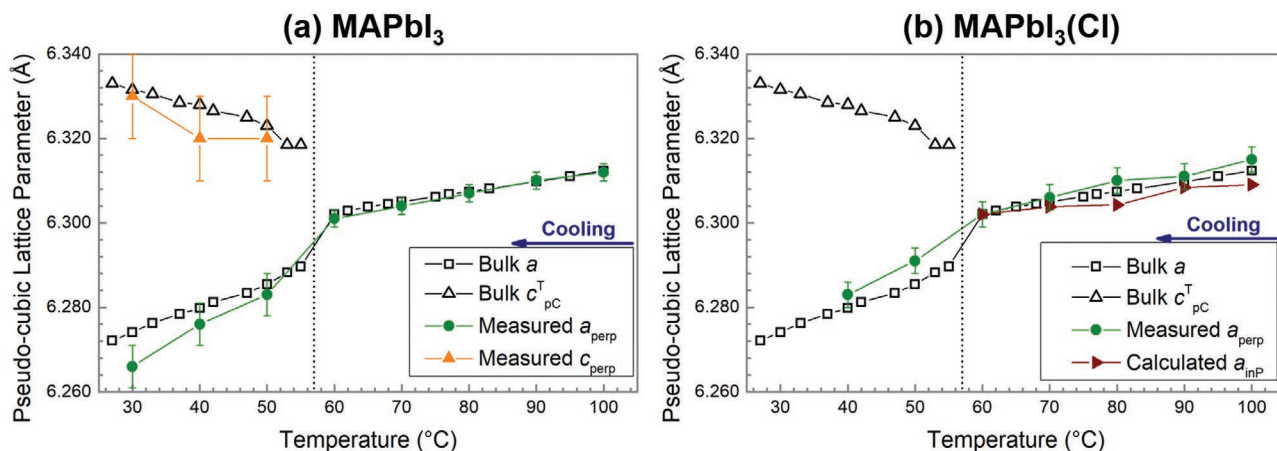 (a) MAPbI₃
Pseudo-cubic Lattice Parameter (Å)
6.340
6.320
6.300
6.280
6.260
Cooling
Bulk a
Bulk cᵀpC
Measured aperp
Measured cperp
30 40 50 60 70 80 90 100
Temperature (°C)
(b) MAPbI₃(Cl)
Pseudo-cubic Lattice Parameter (Å)
6.340
6.320
6.300
6.280
6.260
Cooling
Bulk a
Bulk cᵀpC
Measured aperp
Calculated ainP
30 40 50 60 70 80 90 100
Temperature (°C)